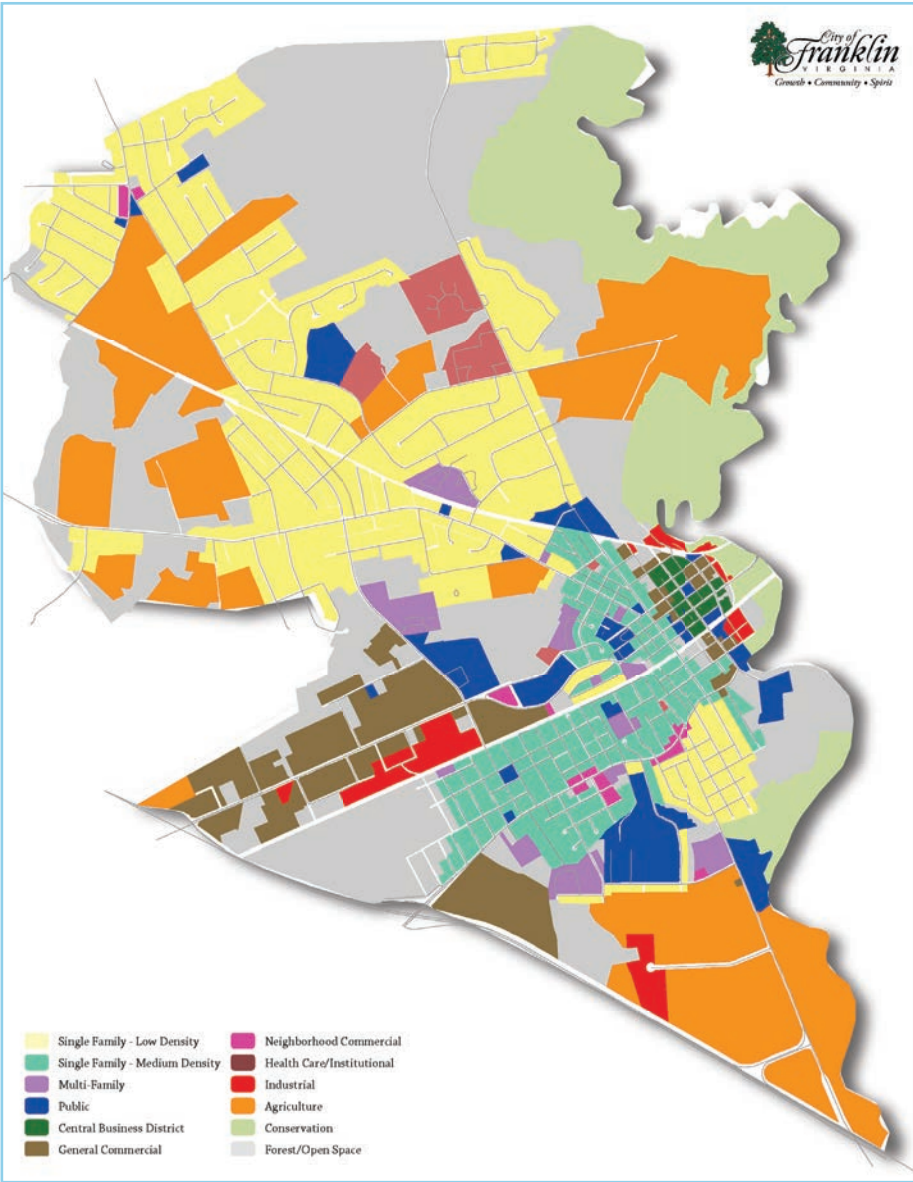 City of
Franklin
VIRGINIA
Growth • Community • Spirit
Single Family - Low Density
Single Family - Medium Density
Multi-Family
Public
Central Business District
General Commercial
Neighborhood Commercial
Health Care/Institutional
Industrial
Agriculture
Conservation
Forest/Open Space